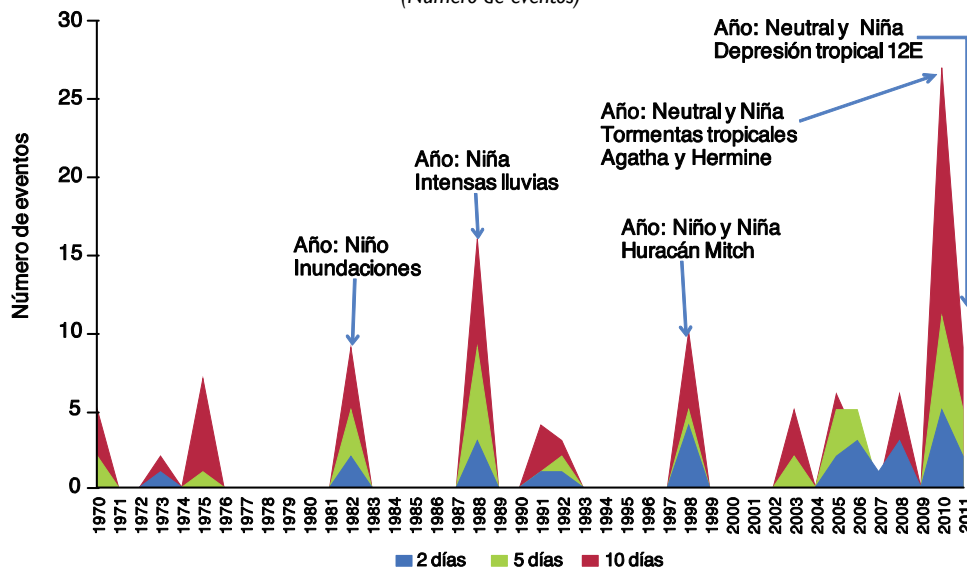 (Número de eventos)
Año: Neutral y Niña
Depresión tropical 12E
Año: Neutral y Niña
Tormentas tropicales
Agatha y Hermine
Año: Niña
Intensas lluvias
Año: Niño y Niña
Huracán Mitch
Año: Niño
Inundaciones
Número de eventos
30
25
20
15
10
5
0
1970 1971 1972 1973 1974 1975 1976 1977 1978 1979 1980 1981 1982 1983 1984 1985 1986 1987 1988 1989 1990 1991 1992 1993 1994 1995 1996 1997 1998 1999 2000 2001 2002 2003 2004 2005 2006 2007 2008 2009 2010 2011
2 días 5 días 10 días